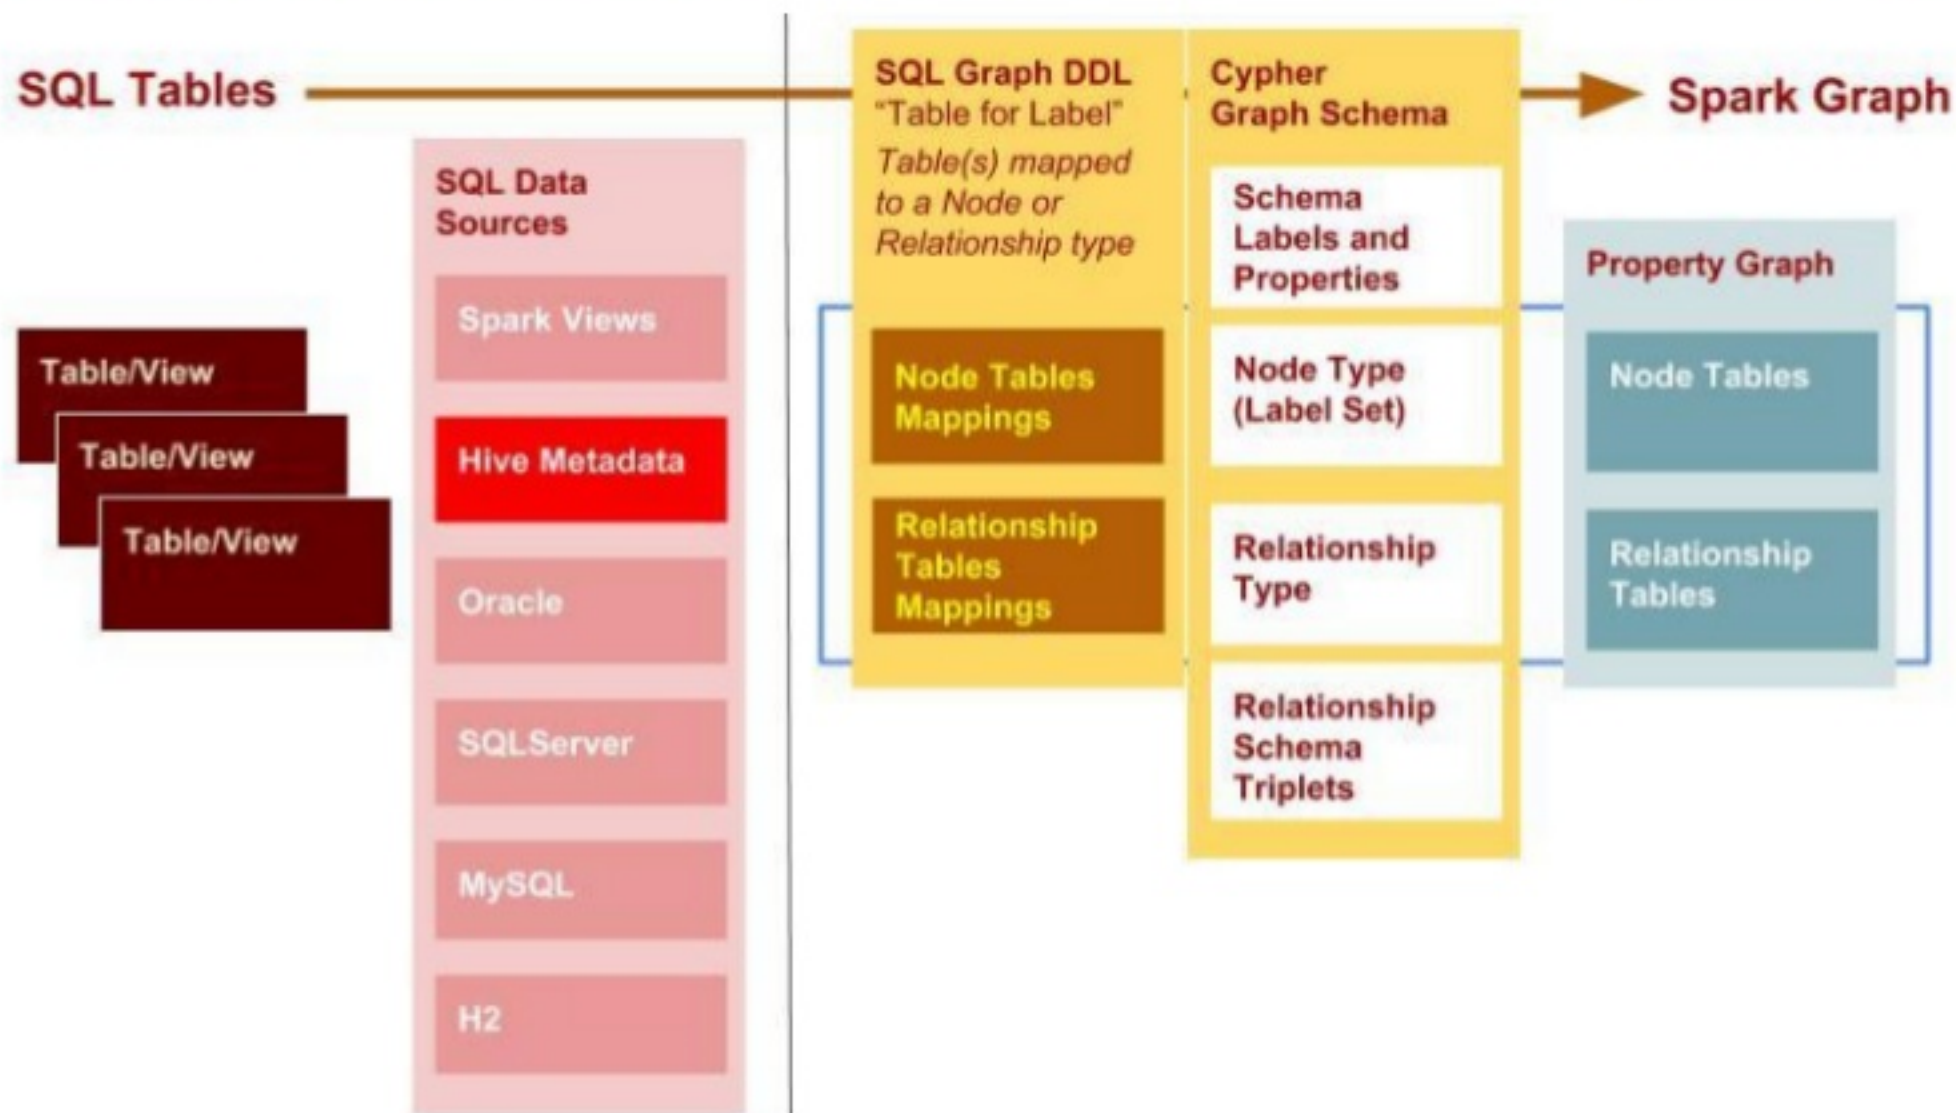 SQL Tables
Spark Graph
Table/View
Table/View
Table/View
SQL Data
Sources
Spark Views
Hive Metadata
Oracle
SQLServer
MySQL
H2
SQL Graph DDL
“Table for Label”
Table(s) mapped
to a Node or
Relationship type
Node Tables
Mappings
Relationship
Tables
Mappings
Cypher
Graph Schema
Schema
Labels and
Properties
Node Type
(Label Set)
Relationship
Type
Relationship
Schema
Triplets
Property Graph
Node Tables
Relationship
Tables